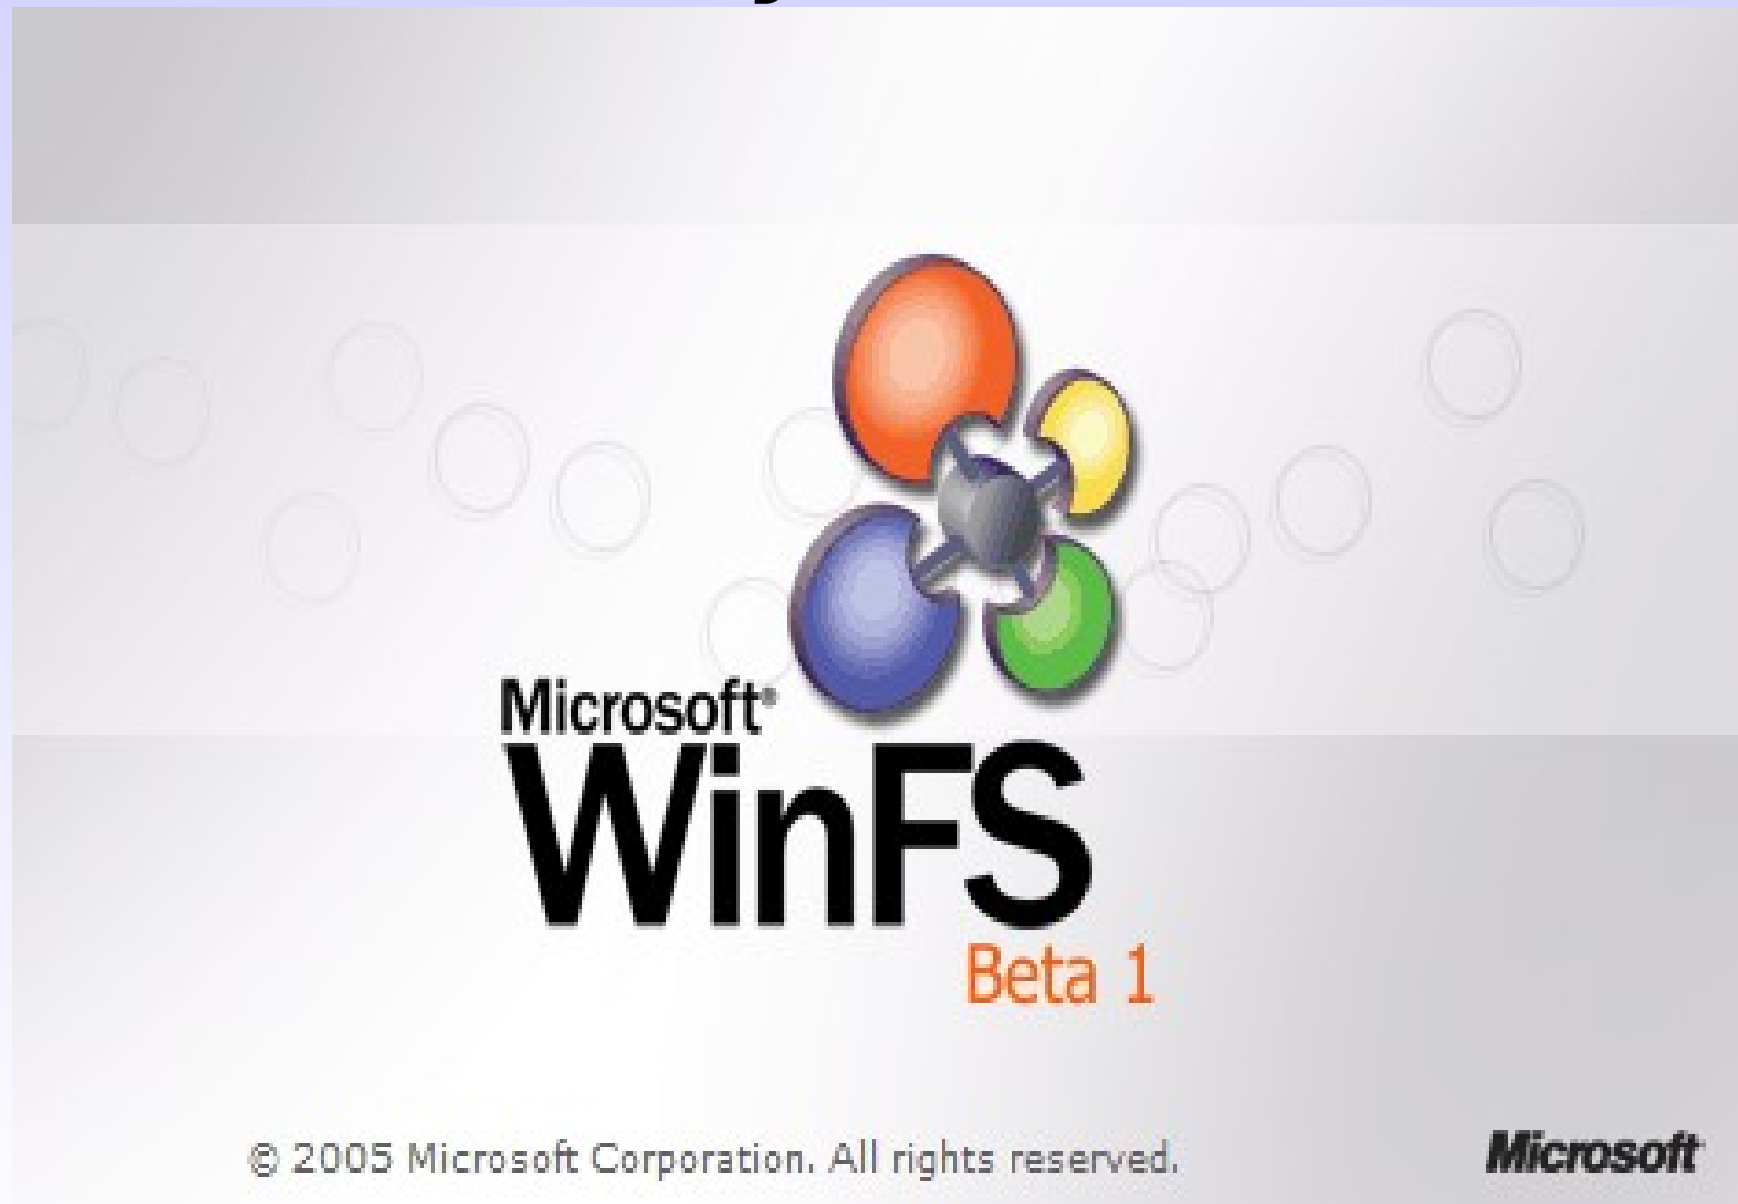 Microsoft®
WinFS
Beta 1
© 2005 Microsoft Corporation. All rights reserved.
Microsoft